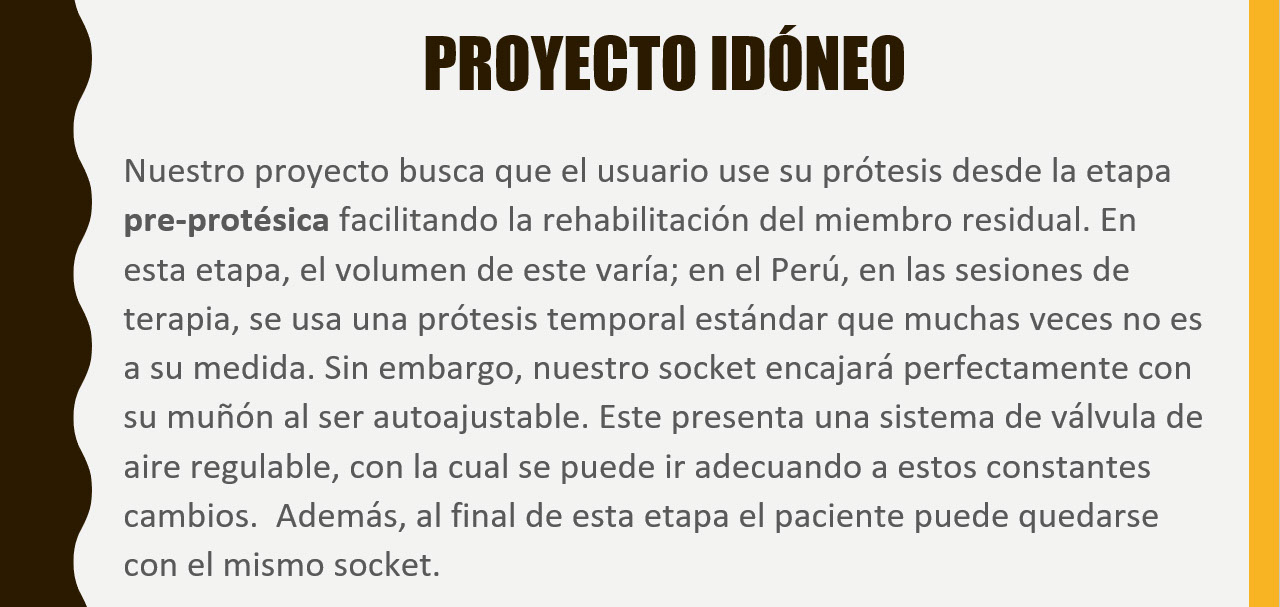 PROYECTO IDÓNEO
Nuestro proyecto busca que el usuario use su prótesis desde la etapa
pre-protésica facilitando la rehabilitación del miembro residual. En
esta etapa, el volumen de este varía; en el Perú, en las sesiones de
terapia, se usa una prótesis temporal estándar que muchas veces no es
a su medida. Sin embargo, nuestro socket encajará perfectamente con
su muñón al ser autoajustable. Este presenta una sistema de válvula de
aire regulable, con la cual se puede ir adecuando a estos constantes
cambios.  Además, al final de esta etapa el paciente puede quedarse
con el mismo socket.